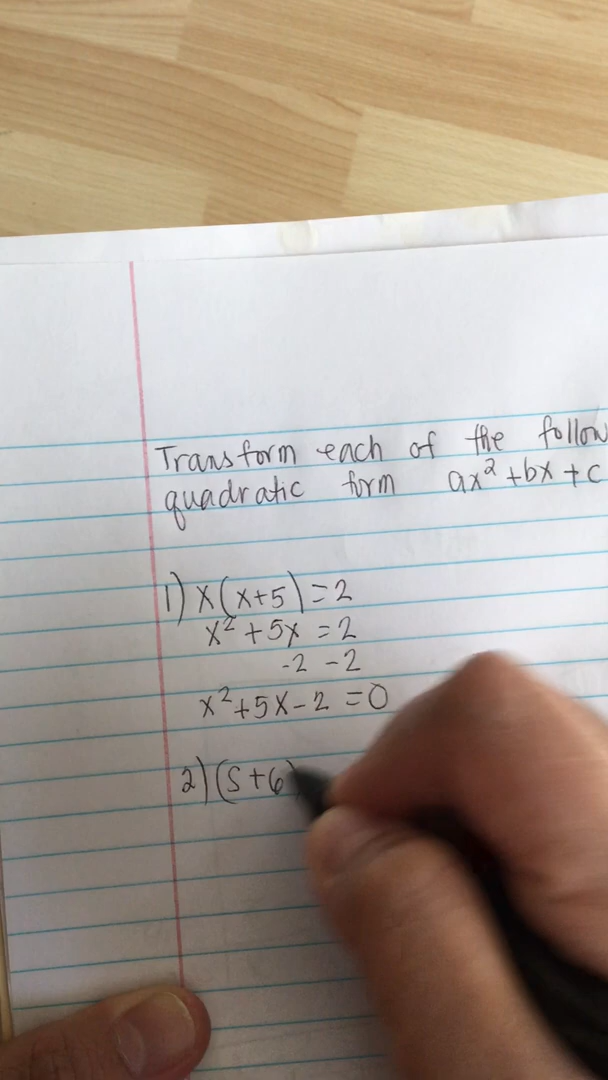 Transform each of the follow
quadratic form ax² + bx + c
1) x(x+5) = 2
x² + 5x = 2
-2 -2
x² + 5x - 2 = 0
2) (s+6)